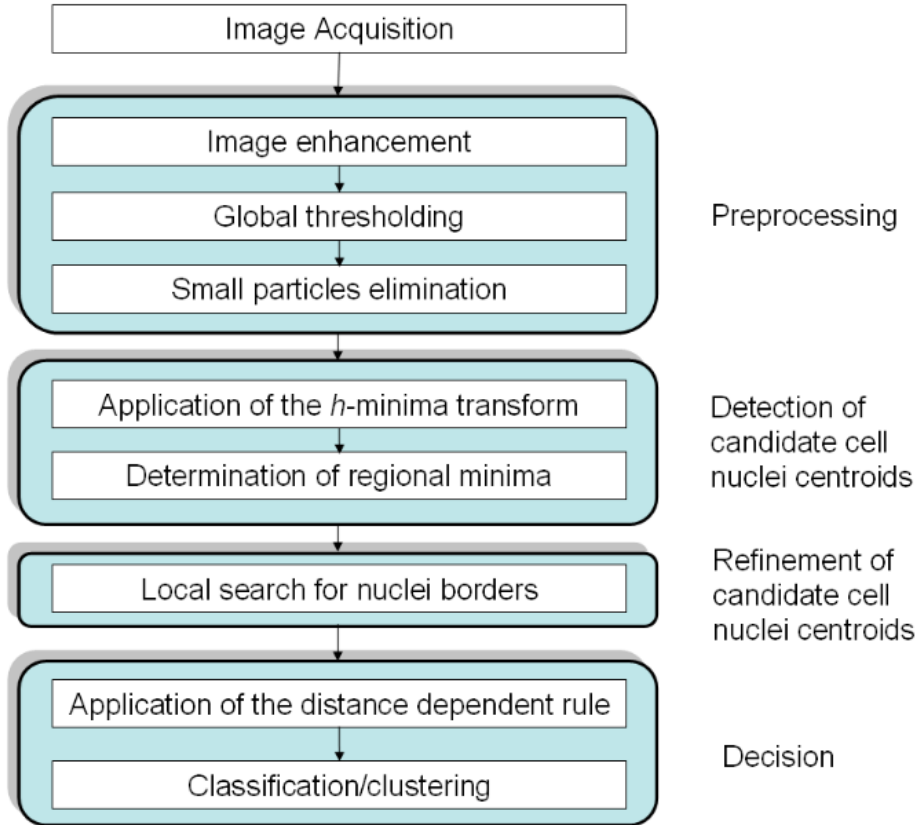 Image Acquisition
Image enhancement
Global thresholding
Small particles elimination
Preprocessing
Application of the h-minima transform
Determination of regional minima
Detection of
candidate cell
nuclei centroids
Local search for nuclei borders
Refinement of
candidate cell
nuclei centroids
Application of the distance dependent rule
Classification/clustering
Decision